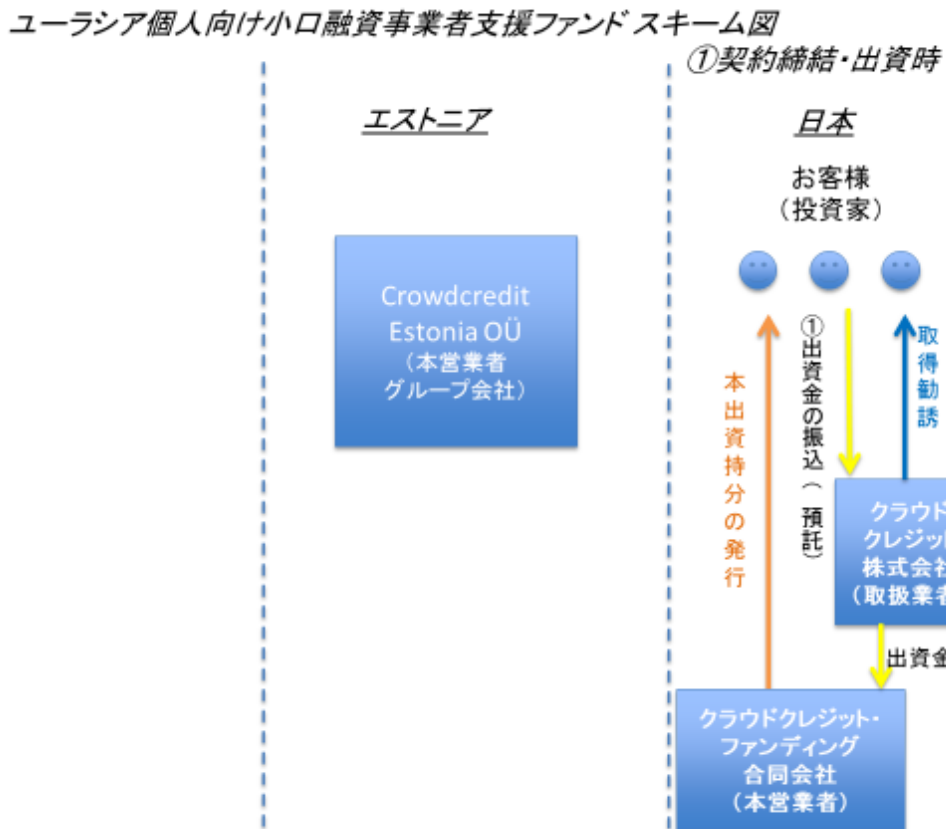 ユーラシア個人向け小口融資事業者支援ファンド スキーム図
①契約締結・出資時
エストニア
日本
お客様
（投資家）
Crowdcredit
Estonia OÜ
（本営業者
グループ会社）
本出資持分の発行
①出資金の振込（預託）
取得勧誘
クラウド
クレジット
株式会社
（取扱業者
出資金
クラウドクレジット・
ファンディング
合同会社
（本営業者）